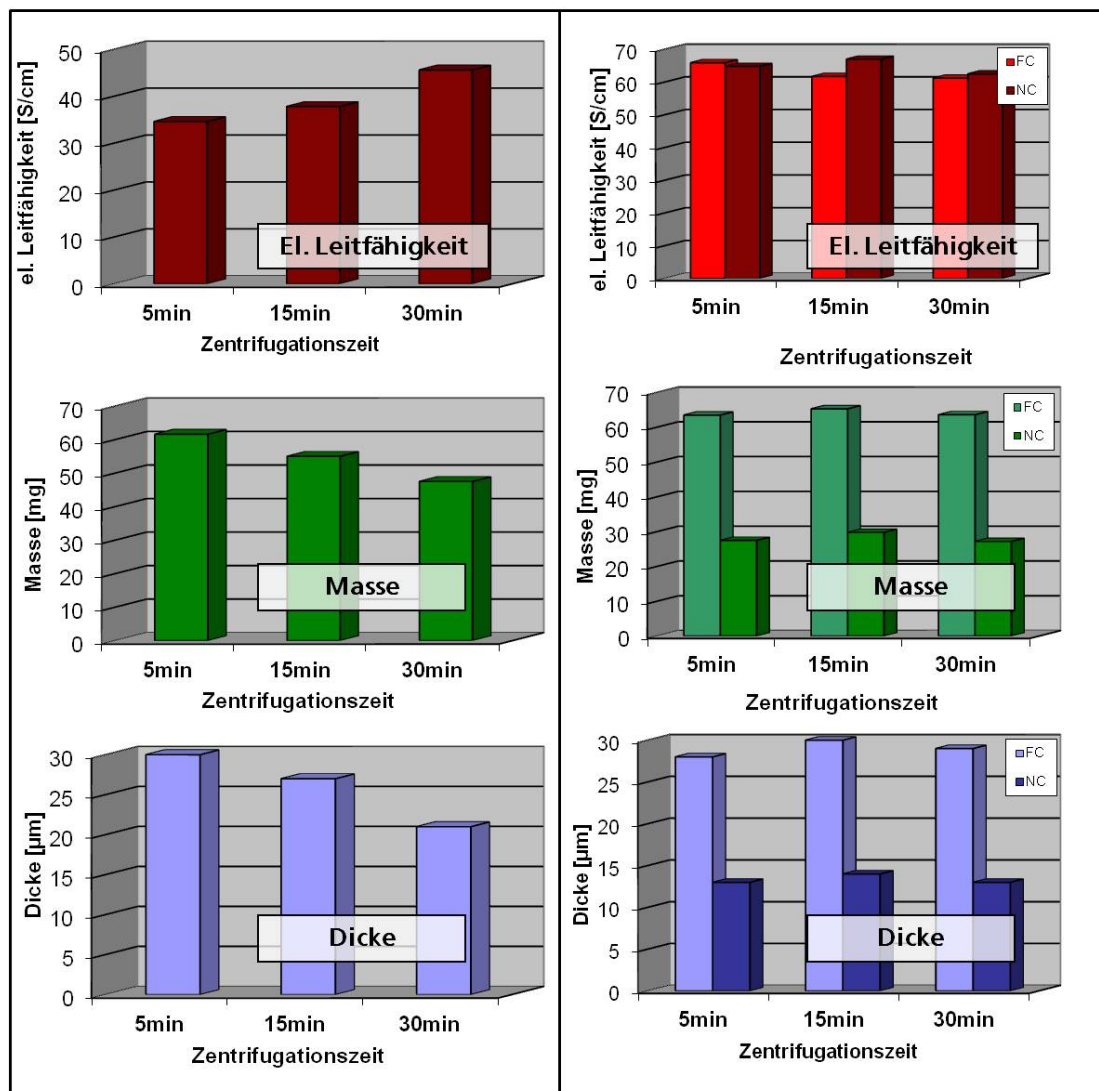 50
40
30
20
10
0
el. Leitfähigkeit [S/cm]
El. Leitfähigkeit
5min 15min 30min
Zentrifugationszeit
70
60
50
40
30
20
10
0
Masse [mg]
Masse
5min 15min 30min
Zentrifugationszeit
30
25
20
15
10
5
0
Dicke [µm]
Dicke
5min 15min 30min
Zentrifugationszeit
70
60
50
40
30
20
10
0
el. Leitfähigkeit [S/cm]
FC
NC
El. Leitfähigkeit
5min 15min 30min
Zentrifugationszeit
70
60
50
40
30
20
10
0
Masse [mg]
FC
NC
Masse
5min 15min 30min
Zentrifugationszeit
30
25
20
15
10
5
0
Dicke [µm]
FC
NC
Dicke
5min 15min 30min
Zentrifugationszeit